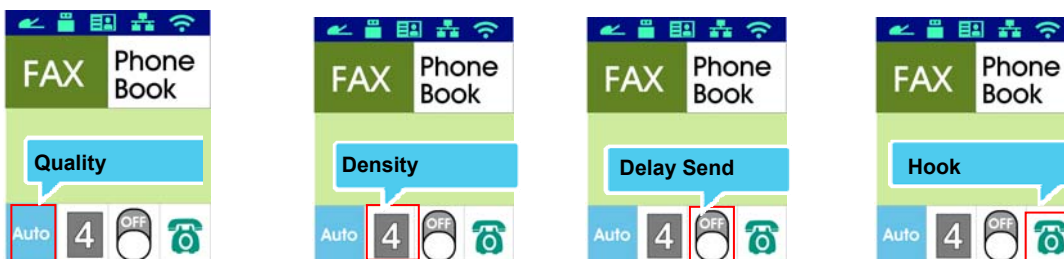 FAX Phone Book
Quality
Auto 4 OFF
FAX Phone Book
Density
Auto 4 OFF
FAX Phone Book
Delay Send
Auto 4 OFF
FAX Phone Book
Hook
Auto 4 OFF